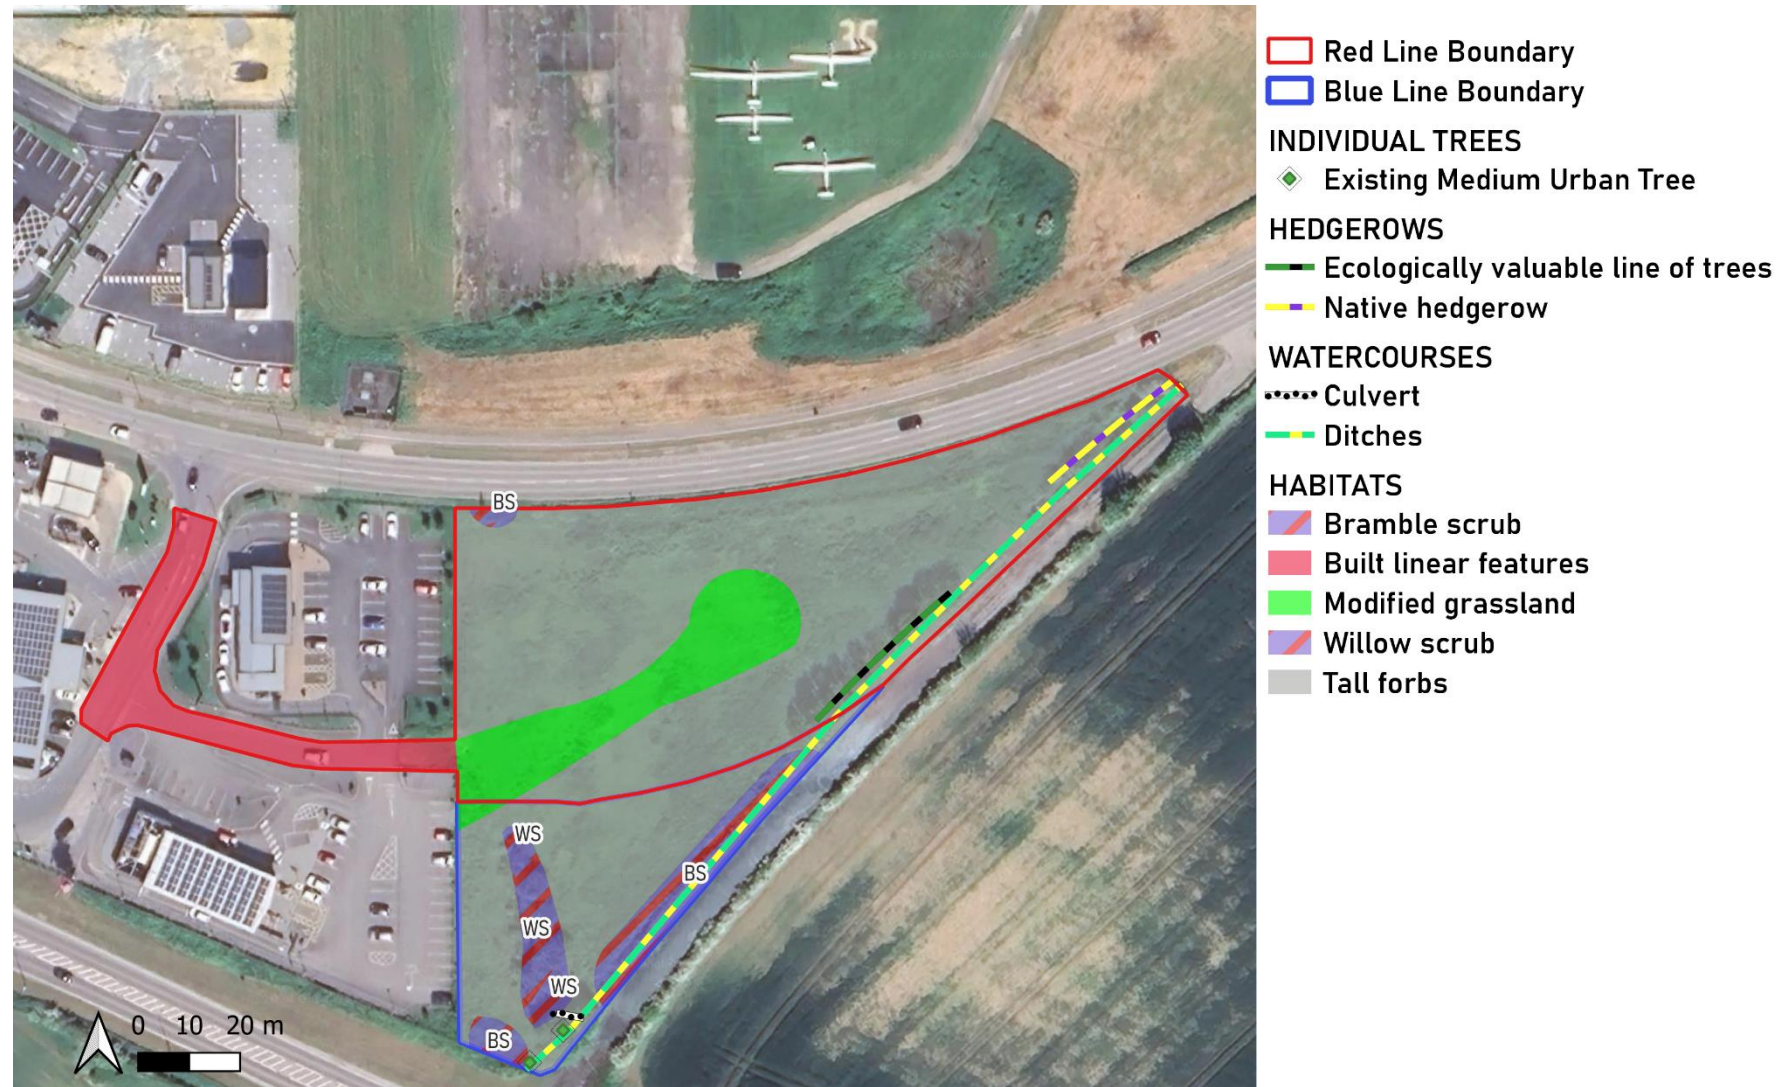 Red Line Boundary
Blue Line Boundary
INDIVIDUAL TREES
Existing Medium Urban Tree
HEDGEROWS
Ecologically valuable line of trees
Native hedgerow
WATERCOURSES
Culvert
Ditches
HABITATS
Bramble scrub
Built linear features
Modified grassland
Willow scrub
Tall forbs
35
BS
WS
BS
WS
WS
BS
0 10 20 m